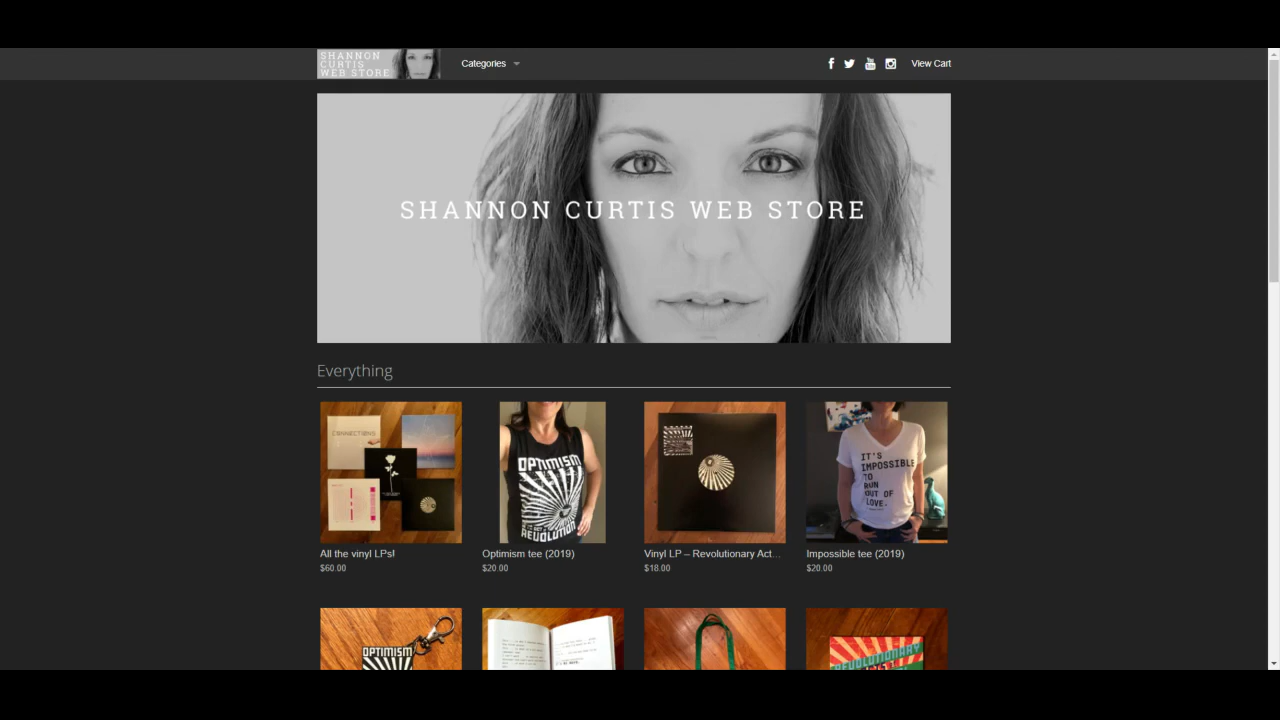 SHANNON
CURTIS
WEB STORE
Categories
View Cart
SHANNON CURTIS WEB STORE
Everything
CONNECTIONS
OPTIMISM
REVOLUTION
IT'S
IMPOSSIBLE
TO
RUN
OUT OF
LOVE.
All the vinyl LPs!
$60.00
Optimism tee (2019)
$20.00
Vinyl LP – Revolutionary Act...
$18.00
Impossible tee (2019)
$20.00
OPTIMISM
REVOLUTIONARY